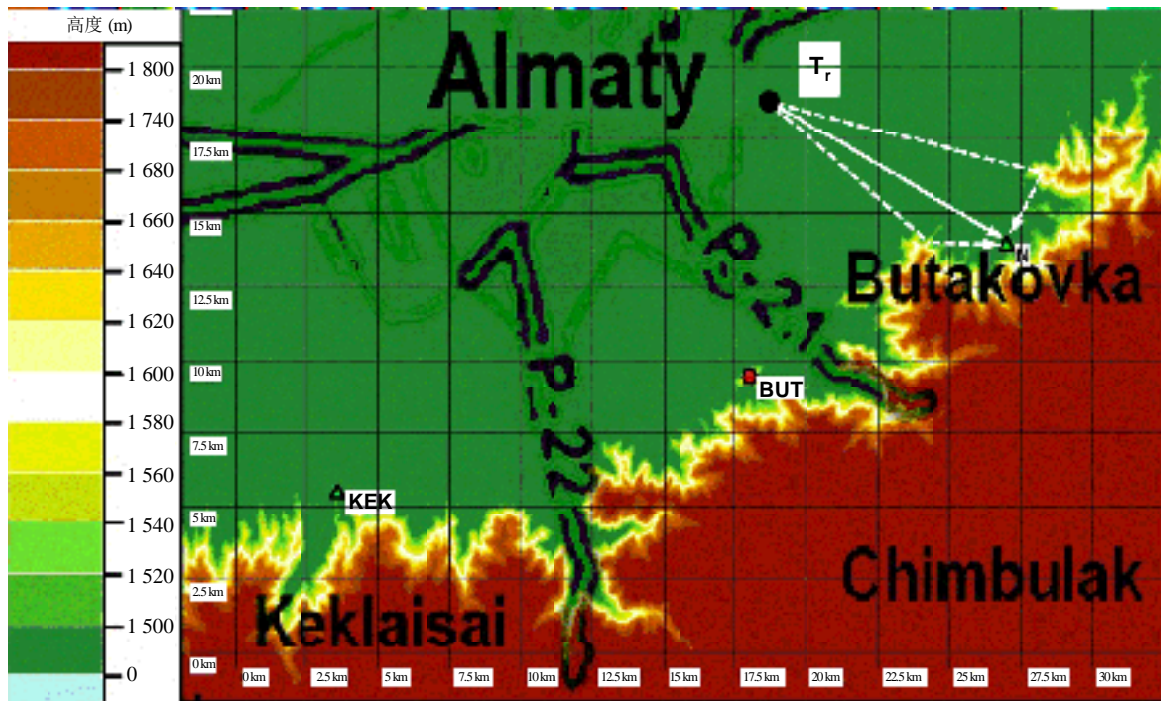 高度 (m)
1 800
1 740
1 680
1 660
1 640
1 620
1 600
1 580
1 560
1 540
1 520
1 500
0
20 km
17.5 km
15 km
12.5 km
10 km
7.5 km
5 km
2.5 km
0 km
0 km
2.5 km
5 km
7.5 km
10 km
12.5 km
15 km
17.5 km
20 km
22.5 km
25 km
27.5 km
30 km
Almaty
Tr
N
Butakovka
P-21
P-22
BUT
KEK
Chimbulak
Keklaisai